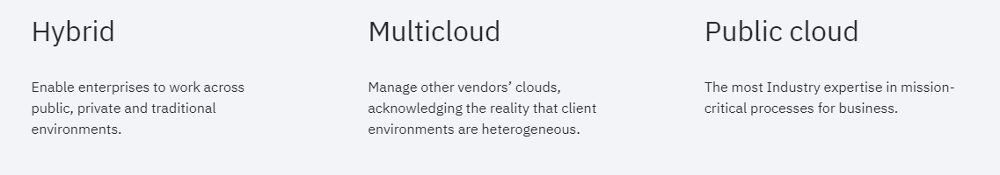 Hybrid
Enable enterprises to work across
public, private and traditional
environments.
Multicloud
Manage other vendors’ clouds,
acknowledging the reality that client
environments are heterogeneous.
Public cloud
The most Industry expertise in mission-
critical processes for business.